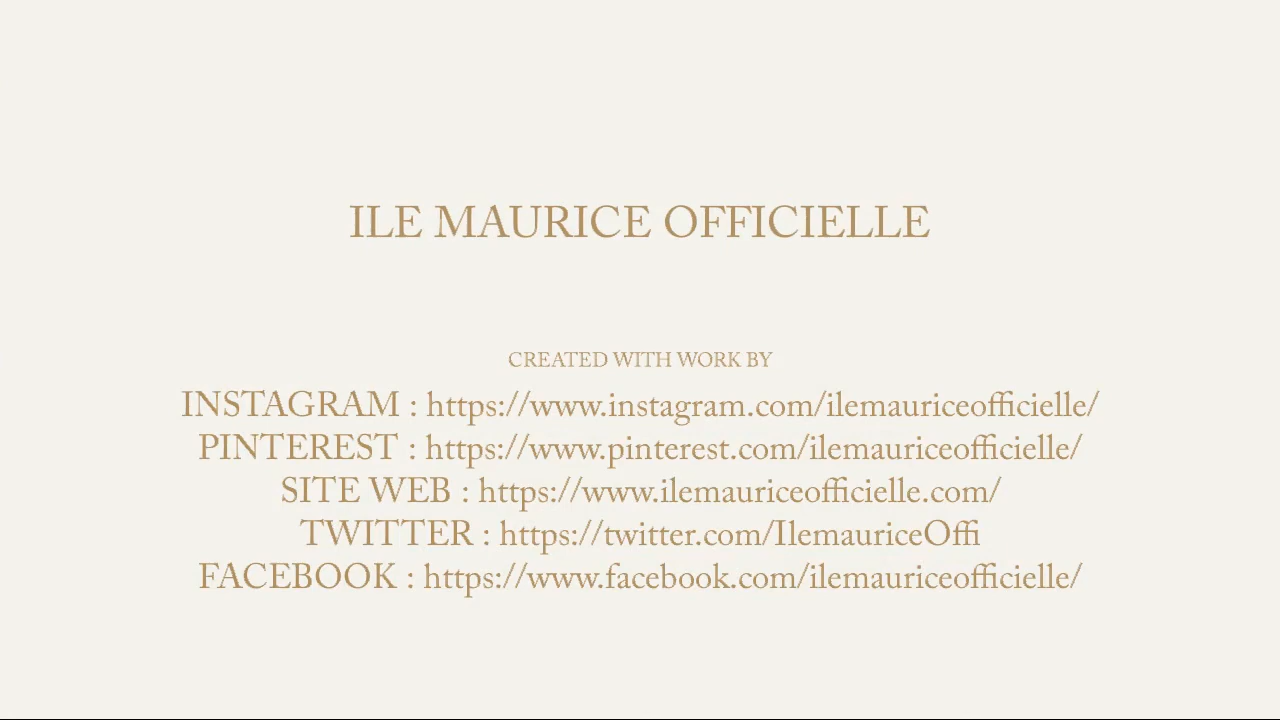 ILE MAURICE OFFICIELLE
CREATED WITH WORK BY
INSTAGRAM : https://www.instagram.com/ilemauriceofficielle/
PINTEREST : https://www.pinterest.com/ilemauriceofficielle/
SITE WEB : https://www.ilemauriceofficielle.com/
TWITTER : https://twitter.com/IlemauriceOffi
FACEBOOK : https://www.facebook.com/ilemauriceofficielle/